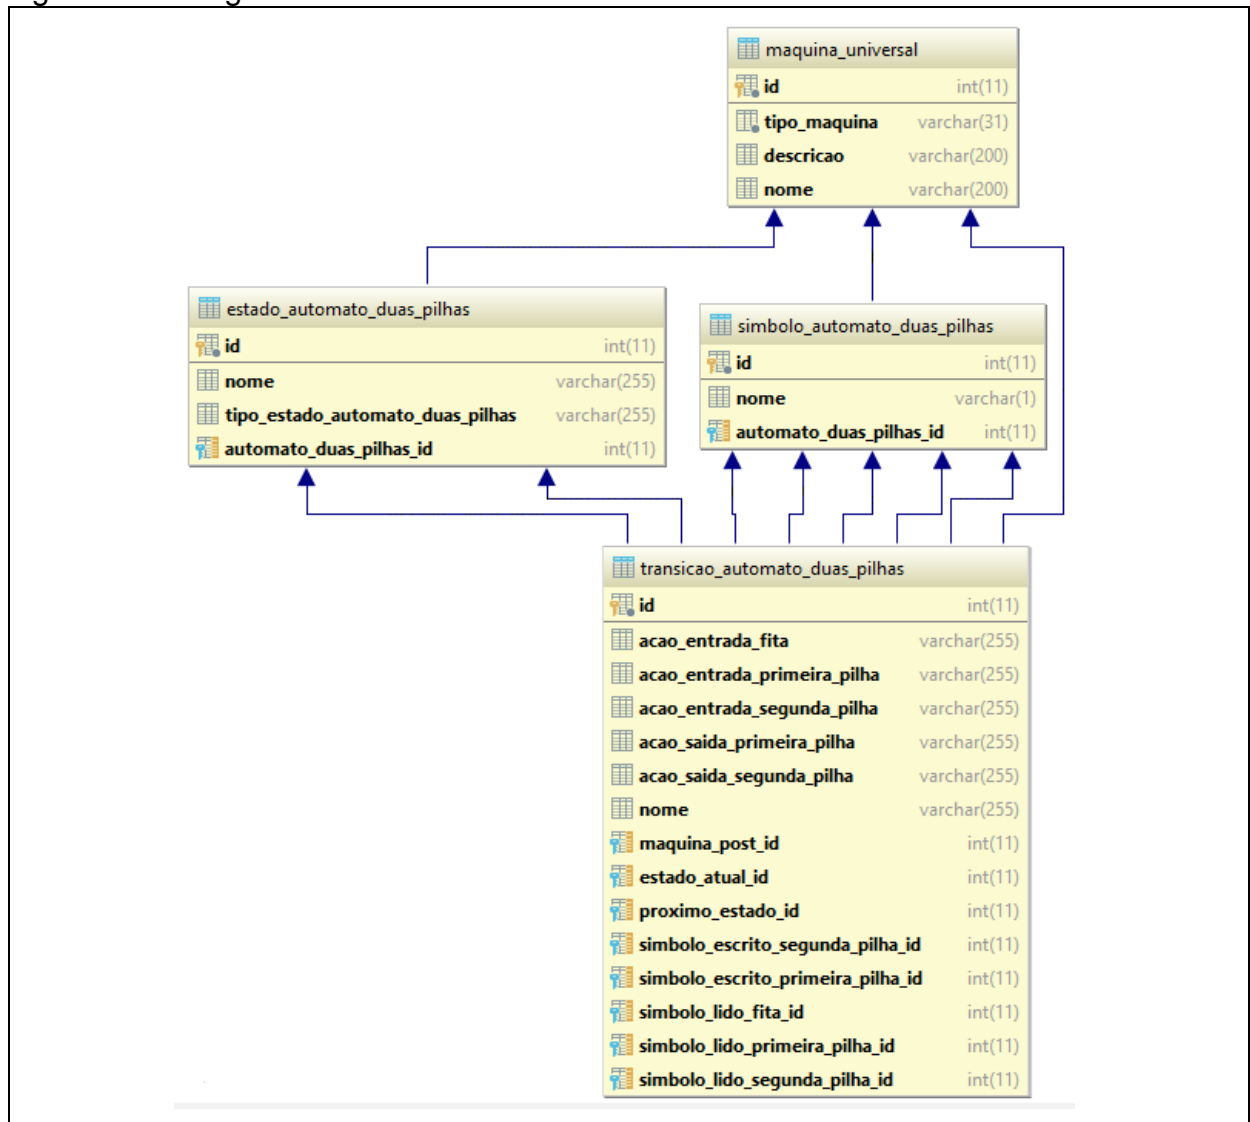 maquina_universal
id int(11)
tipo_maquina varchar(31)
descricao varchar(200)
nome varchar(200)
estado_automato_duas_pilhas
id int(11)
nome varchar(255)
tipo_estado_automato_duas_pilhas varchar(255)
automato_duas_pilhas_id int(11)
simbolo_automato_duas_pilhas
id int(11)
nome varchar(1)
automato_duas_pilhas_id int(11)
transicao_automato_duas_pilhas
id int(11)
acao_entrada_fita varchar(255)
acao_entrada_primeira_pilha varchar(255)
acao_entrada_segunda_pilha varchar(255)
acao_saida_primeira_pilha varchar(255)
acao_saida_segunda_pilha varchar(255)
nome varchar(255)
maquina_post_id int(11)
estado_atual_id int(11)
proximo_estado_id int(11)
simbolo_escrito_segunda_pilha_id int(11)
simbolo_escrito_primeira_pilha_id int(11)
simbolo_lido_fita_id int(11)
simbolo_lido_primeira_pilha_id int(11)
simbolo_lido_segunda_pilha_id int(11)